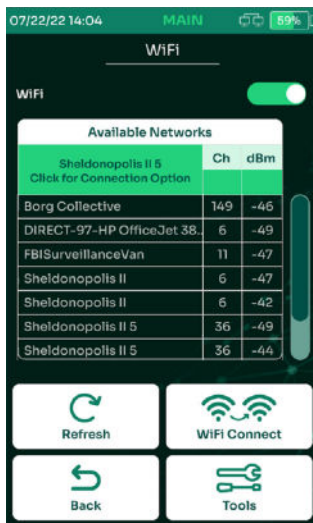 07/22/22 14:04 MAIN 59%
WiFi
WiFi
Available Networks
Sheldonopolis II 5 Ch dBm
Click for Connection Option
Borg Collective 149 -46
DIRECT-97-HP OfficeJet 38.. 6 -49
FBISurveillanceVan 11 -47
Sheldonopolis II 6 -47
Sheldonopolis II 6 -42
Sheldonopolis II 5 36 -49
Sheldonopolis II 5 36 -44
Refresh WiFi Connect
Back Tools